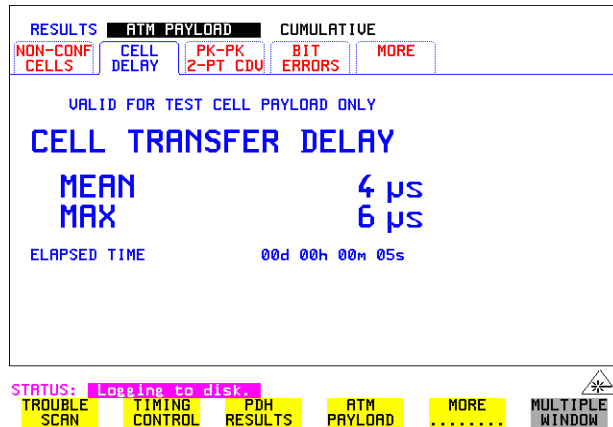 RESULTS ATM PAYLOAD CUMULATIVE
NON-CONF CELL PK-PK BIT MORE
CELLS DELAY 2-PT CDV ERRORS
VALID FOR TEST CELL PAYLOAD ONLY
CELL TRANSFER DELAY
MEAN 4 µs
MAX 6 µs
ELAPSED TIME 00d 00h 00m 05s
STATUS: Logging to disk.
TROUBLE TIMING PDH ATM MORE MULTIPLE
SCAN CONTROL RESULTS PAYLOAD ........ WINDOW